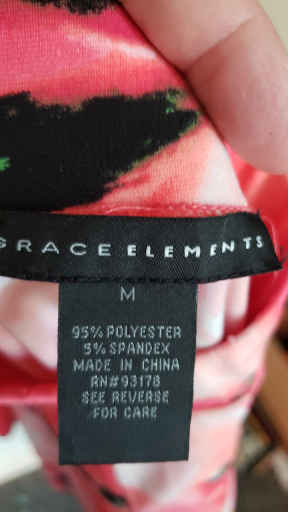 GRACE ELEMENTS
M
95% POLYESTER
5% SPANDEX
MADE IN CHINA
RN# 93178
SEE REVERSE
FOR CARE